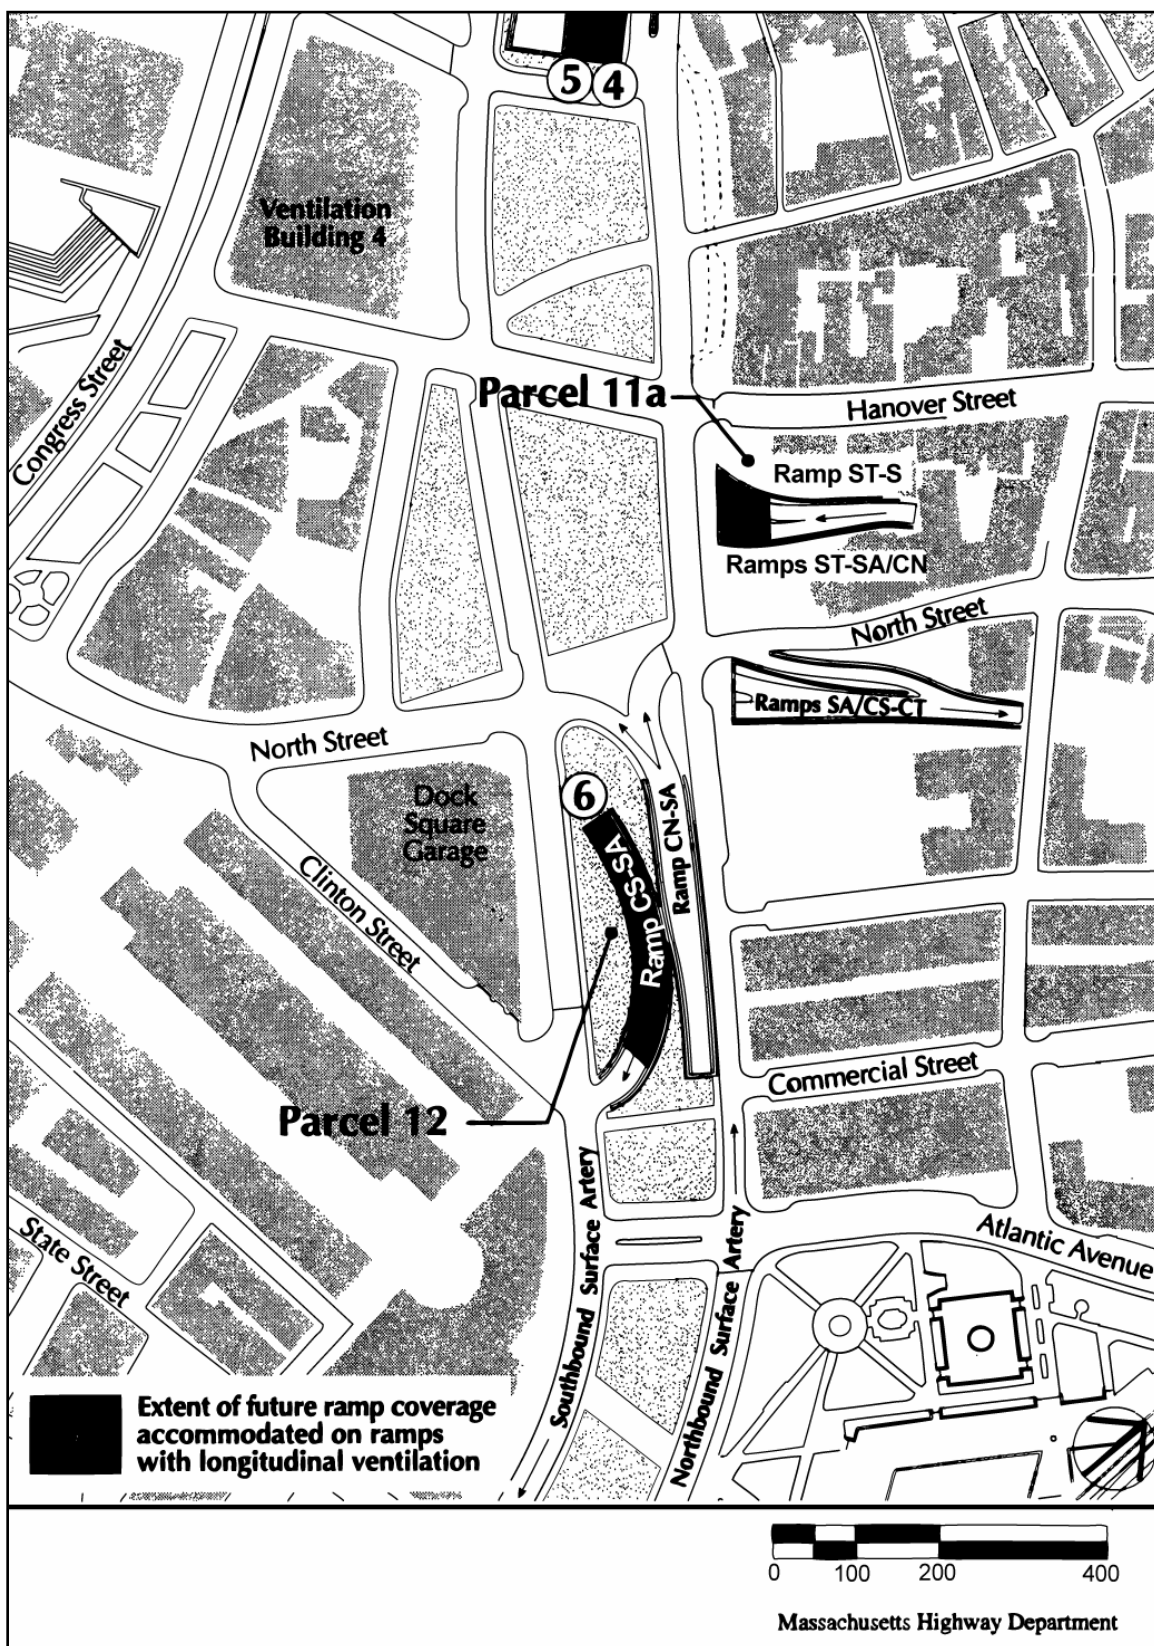 5
4
Ventilation
Building 4
Congress Street
Parcel 11a
Hanover Street
Ramp ST-S
Ramps ST-SA/CN
North Street
Ramps SA/CS-CT
North Street
Dock
Square
Garage
6
Ramp CS-SA
Ramp CN-SA
Clinton Street
Commercial Street
Parcel 12
State Street
Southbound Surface Artery
Northbound Surface Artery
Atlantic Avenue
Extent of future ramp coverage
accommodated on ramps
with longitudinal ventilation
0 100 200 400
Massachusetts Highway Department